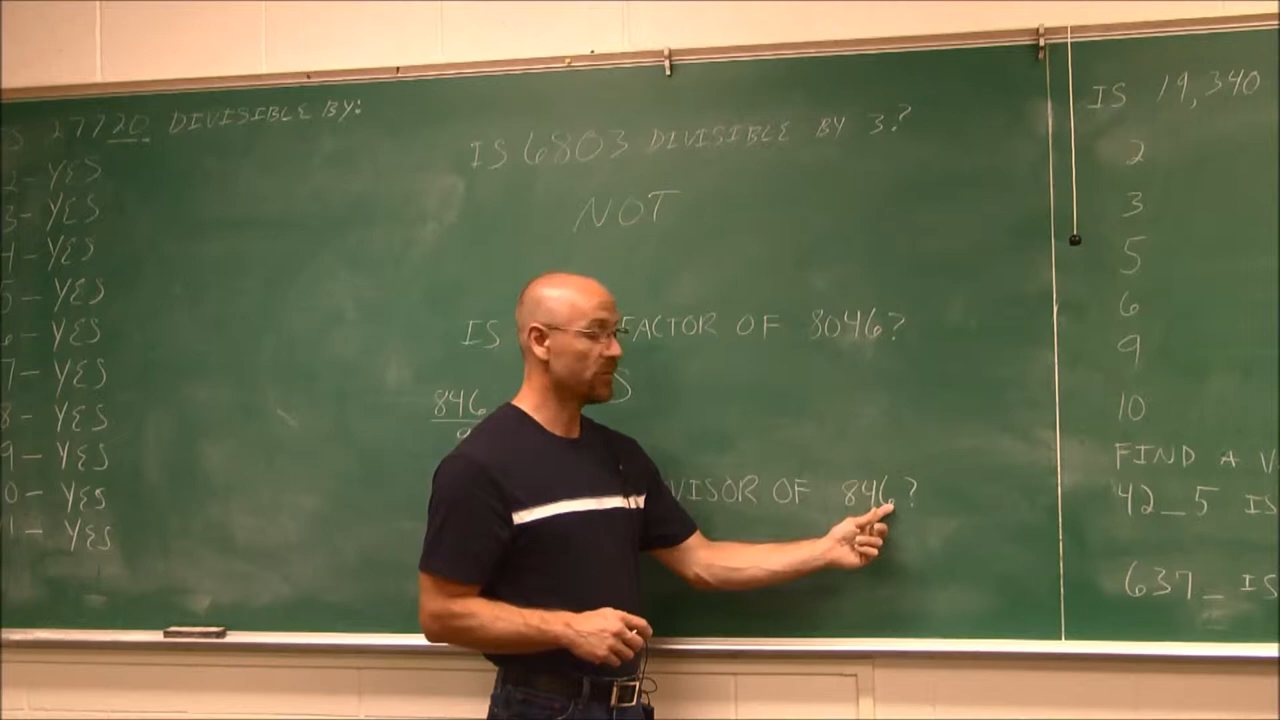 27720 DIVISIBLE BY:
2 - YES
3 - YES
4 - YES
5 - YES
6 - YES
7 - YES
8 - YES
9 - YES
0 - YES
1 - YES
IS 6803 DIVISIBLE BY 3?
NOT
IS FACTOR OF 8046?
S
846
9
VISOR OF 846?
IS 19,340
2
3
5
6
9
10
FIND A V
42_5 IS
637_ IS